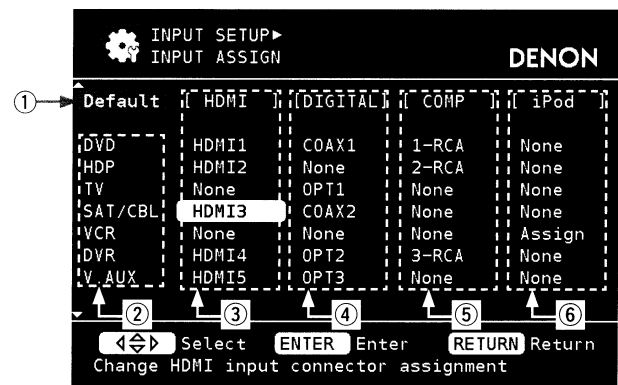 INPUT SETUP►
INPUT ASSIGN
DENON
① Default [ HDMI ] [DIGITAL] [ COMP ] [ iPod ]
DVD HDMI1 COAX1 1-RCA None
HDP HDMI2 None 2-RCA None
TV None OPT1 None None
SAT/CBL HDMI3 COAX2 None None
VCR None None None Assign
DVR HDMI4 OPT2 3-RCA None
V.AUX HDMI5 OPT3 None None
② ③ ④ ⑤ ⑥
Select ENTER Enter RETURN Return
Change HDMI input connector assignment